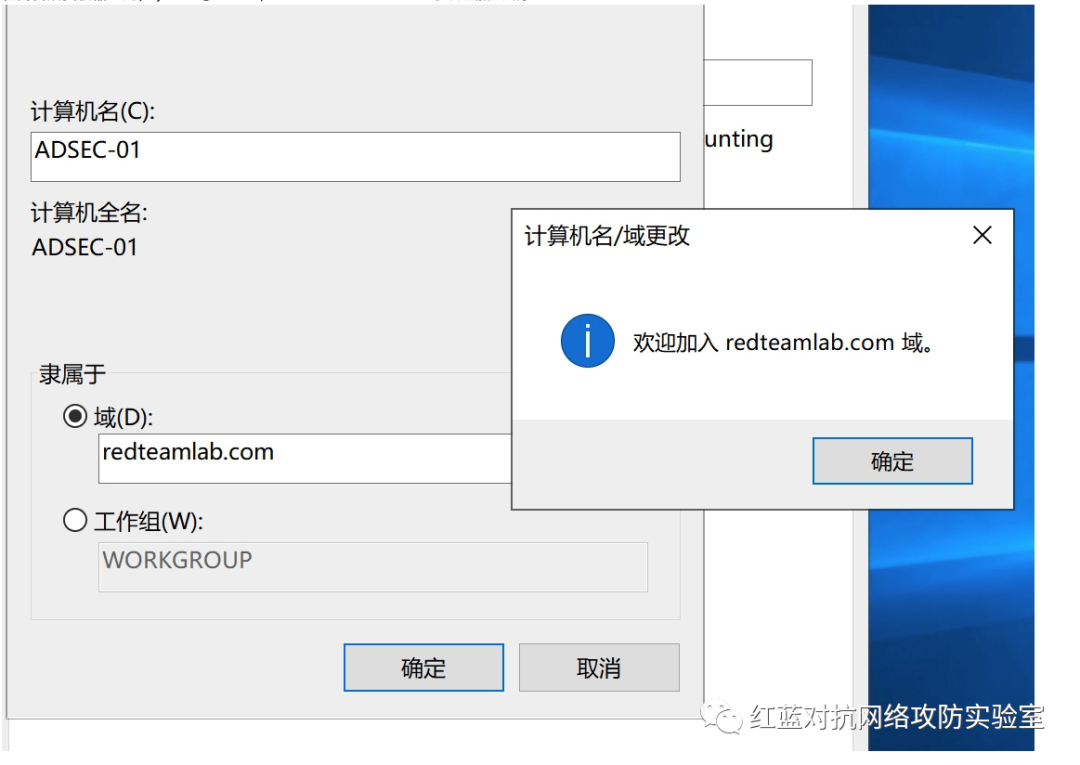 计算机名(C):
ADSEC-01
unting
计算机全名:
ADSEC-01
计算机名/域更改
欢迎加入 redteamlab.com 域。
确定
隶属于
域(D):
redteamlab.com
工作组(W):
WORKGROUP
确定
取消
红蓝对抗网络攻防实验室